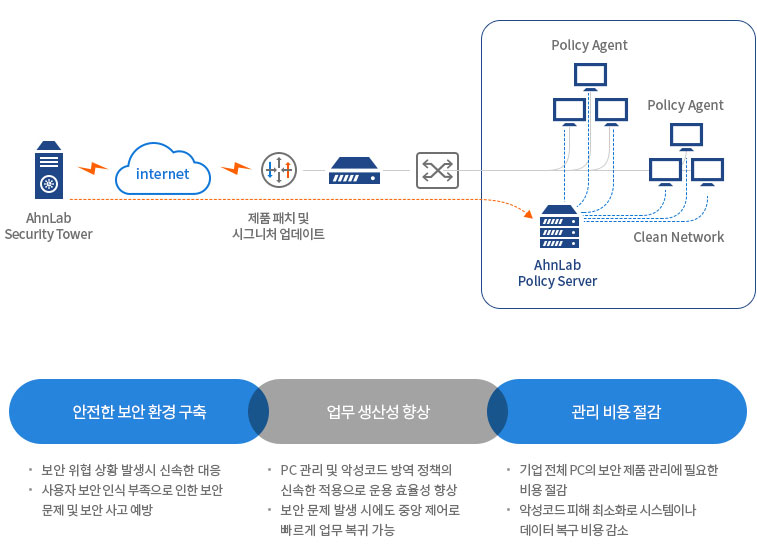 Policy Agent
Policy Agent
internet
AhnLab
Security Tower
제품 패치 및
시그니처 업데이트
Clean Network
AhnLab
Policy Server
안전한 보안 환경 구축
업무 생산성 향상
관리 비용 절감
• 보안 위협 상황 발생시 신속한 대응
• 사용자 보안 인식 부족으로 인한 보안
문제 및 보안 사고 예방
• PC 관리 및 악성코드 방역 정책의
신속한 적용으로 운용 효율성 향상
• 보안 문제 발생 시에도 중앙 제어로
빠르게 업무 복귀 가능
• 기업 전체 PC의 보안 제품 관리에 필요한
비용 절감
• 악성코드 피해 최소화로 시스템이나
데이터 복구 비용 감소